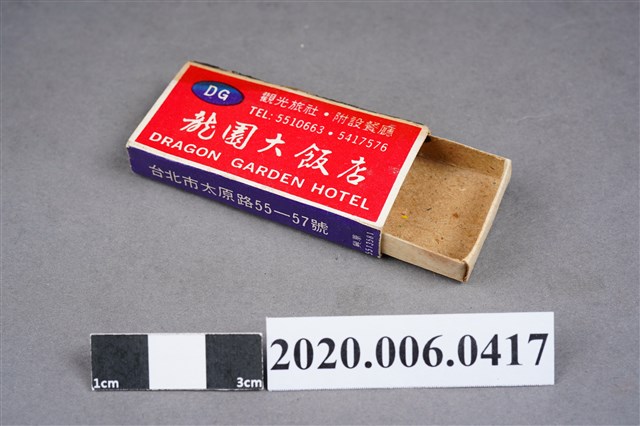 DG
觀光旅社・附設餐廳
TEL: 5510663・5417576
龍園大飯店
DRAGON GARDEN HOTEL
台北市太原路55—57號
1cm
3cm
2020.006.0417